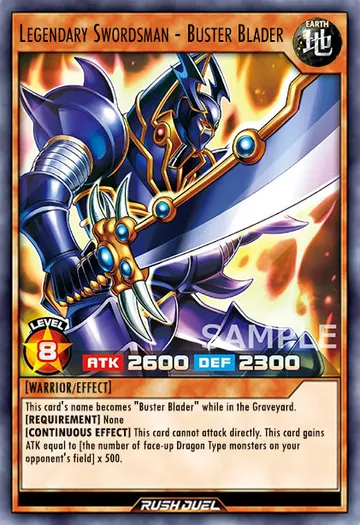 Legendary Swordsman - Buster Blader
EARTH
地
SAMPLE
LEVEL
8
ATK 2600 DEF 2300
[WARRIOR/EFFECT]
This card's name becomes "Buster Blader" while in the Graveyard.
[REQUIREMENT] None
[CONTINUOUS EFFECT] This card cannot attack directly. This card gains
ATK equal to [the number of face-up Dragon Type monsters on your
opponent's field] x 500.
RUSH DUEL